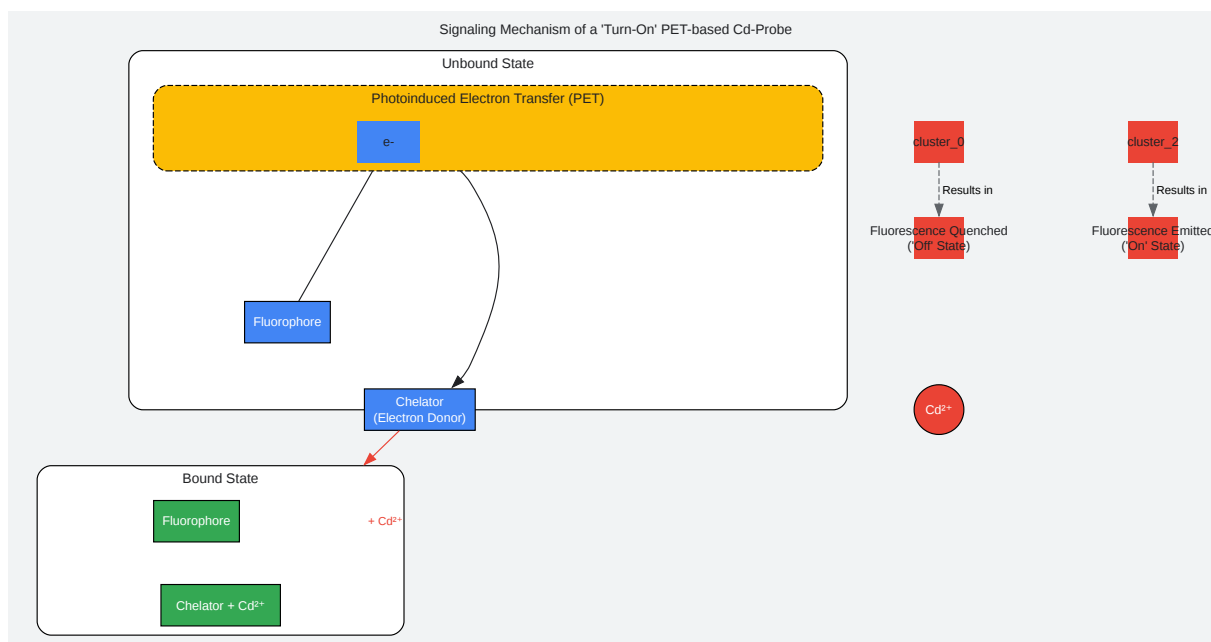 Signaling Mechanism of a 'Turn-On' PET-based Cd-Probe
Unbound State
Photoinduced Electron Transfer (PET)
e-
Fluorophore
Chelator
(Electron Donor)
Bound State
Fluorophore
+ Cd²⁺
Chelator + Cd²⁺
cluster_0
Results in
Fluorescence Quenched
('Off' State)
cluster_2
Results in
Fluorescence Emitted
('On' State)
Cd²⁺